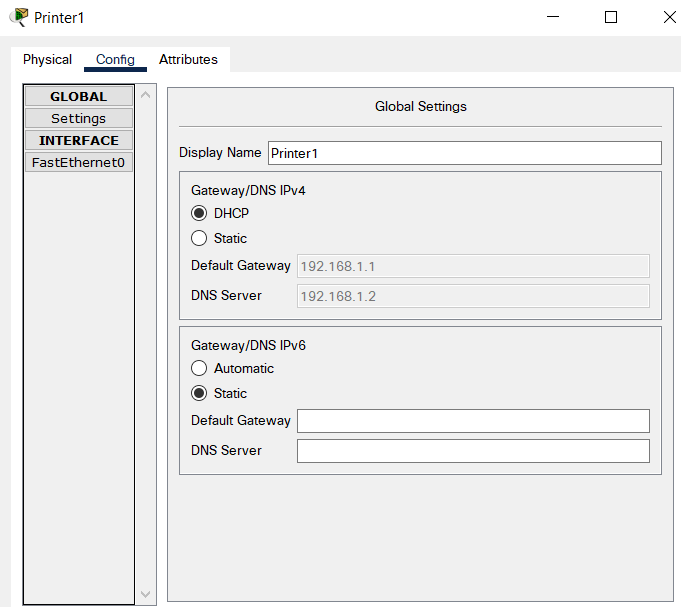 Printer1
Physical Config Attributes
GLOBAL
Settings
INTERFACE
FastEthernet0
Global Settings
Display Name Printer1
Gateway/DNS IPv4
DHCP
Static
Default Gateway 192.168.1.1
DNS Server 192.168.1.2
Gateway/DNS IPv6
Automatic
Static
Default Gateway
DNS Server